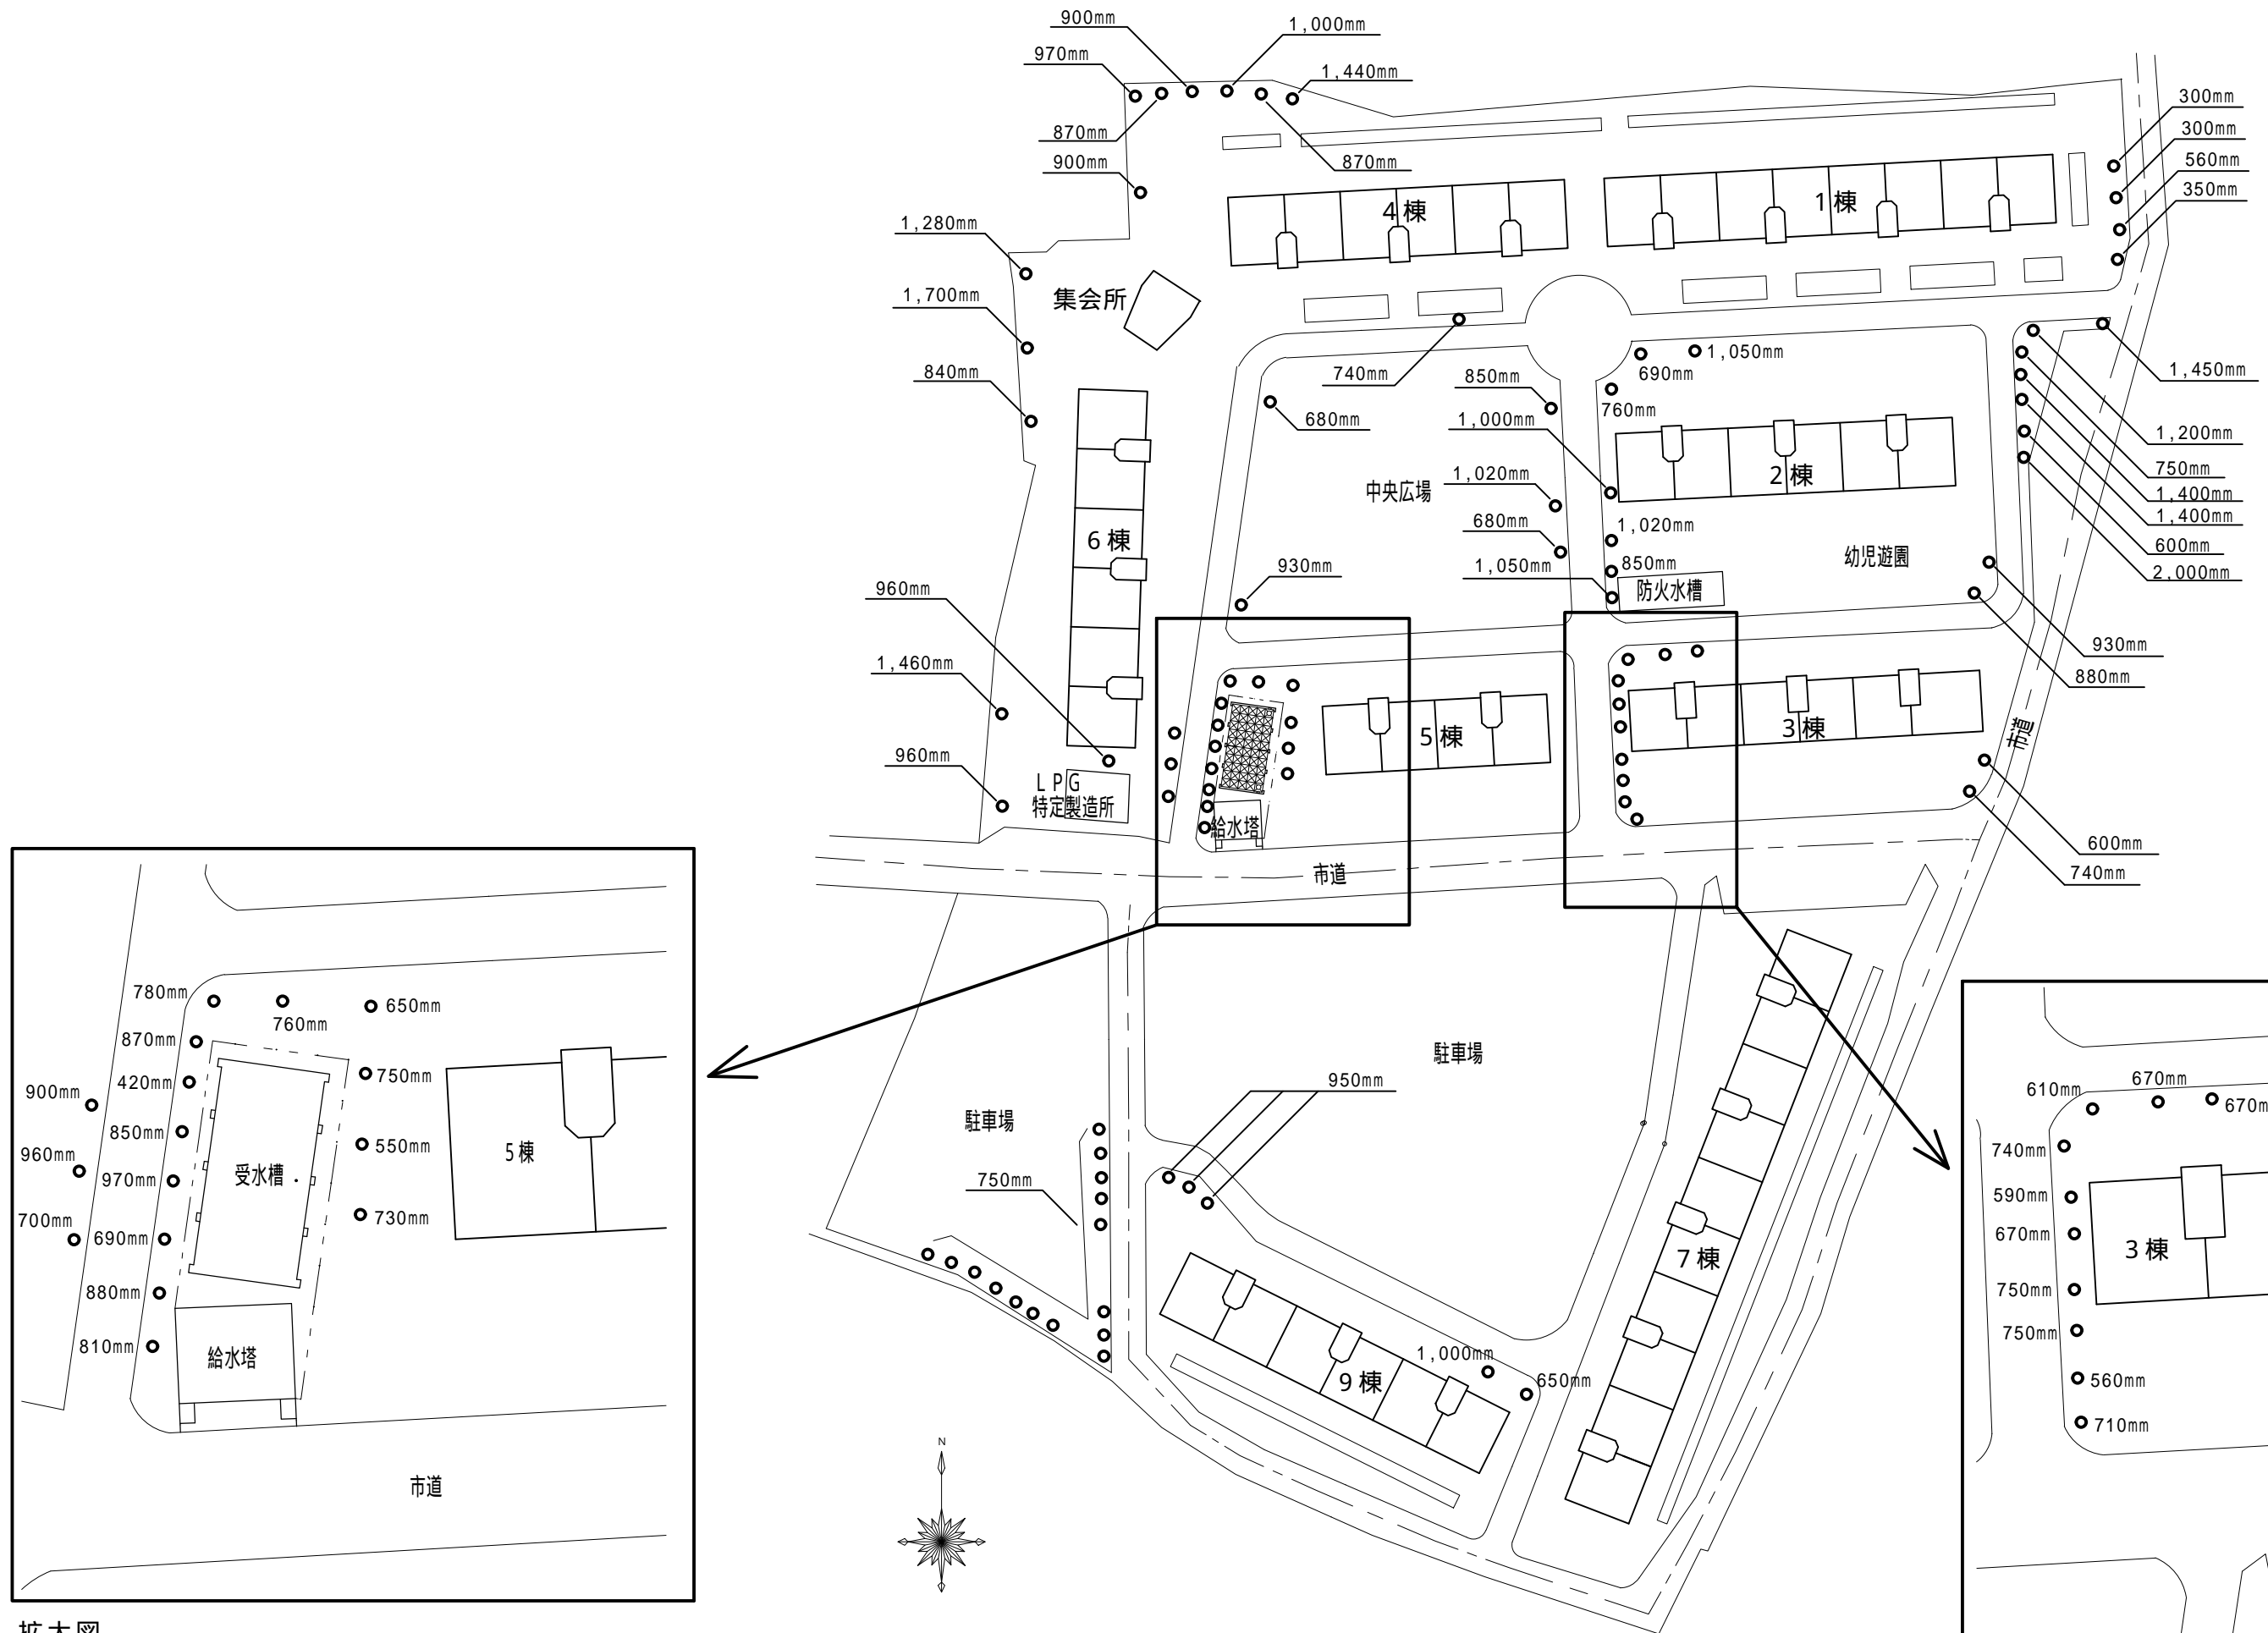 900mm
1,000mm
970mm
1,440mm
870mm
870mm
900mm
300mm
300mm
560mm
350mm
4棟
1棟
1,280mm
集会所
1,700mm
840mm
740mm
680mm
850mm
1,000mm
690mm
1,050mm
760mm
1,450mm
1,200mm
750mm
1,400mm
1,400mm
600mm
2,000mm
2棟
中央広場
1,020mm
680mm
1,050mm
1,020mm
850mm
防火水槽
幼児遊園
6棟
930mm
960mm
1,460mm
960mm
LPG
特定製造所
930mm
880mm
5棟
3棟
市道
給水塔
市道
600mm
740mm
780mm
760mm
650mm
870mm
420mm
750mm
900mm
850mm
550mm
5棟
960mm
970mm
受水槽
700mm
690mm
730mm
880mm
810mm
給水塔
市道
拡大図
駐車場
950mm
駐車場
750mm
7棟
9棟
1,000mm
650mm
N
610mm
670mm
670m
740mm
590mm
670mm
3棟
750mm
750mm
560mm
710mm